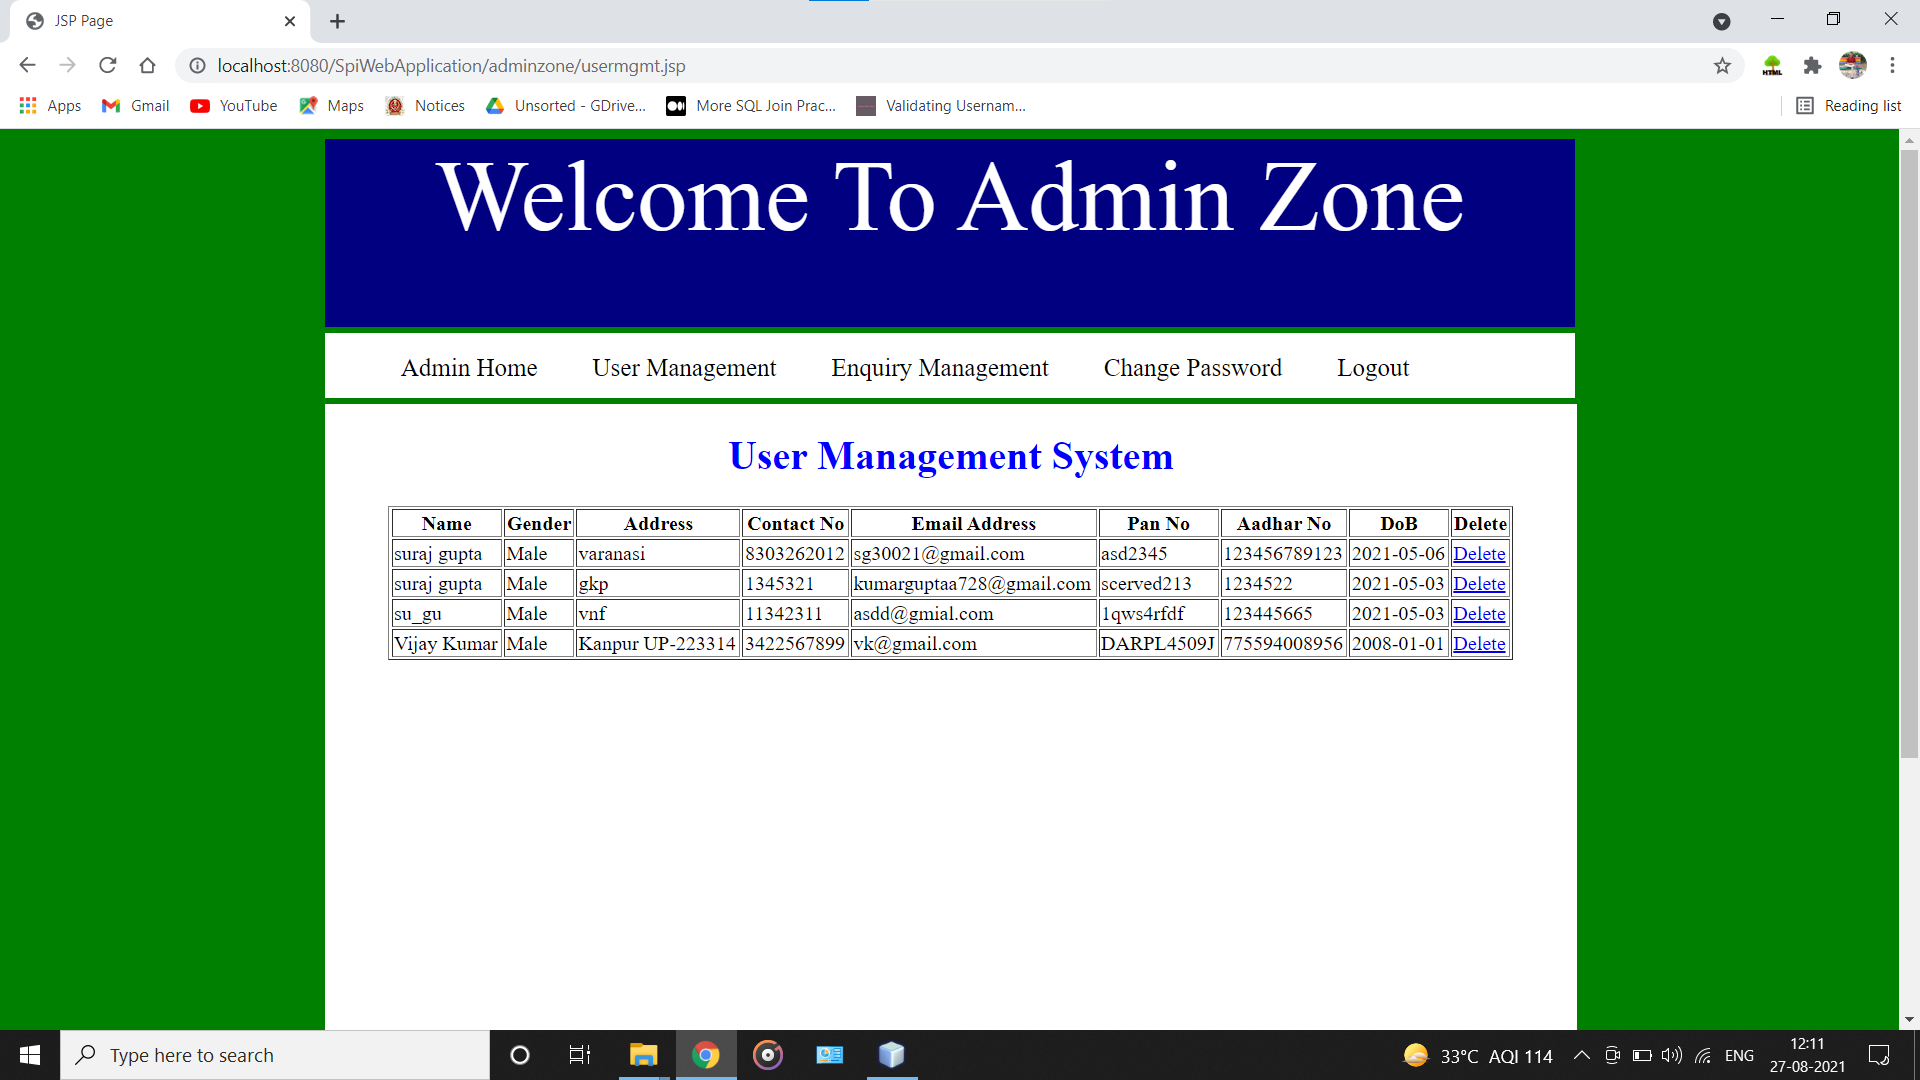 JSP Page
localhost:8080/SpiWebApplication/adminzone/usermgmt.jsp
HTML
Apps Gmail YouTube Maps Notices Unsorted - GDrive... More SQL Join Prac... Validating Usernam... Reading list
Welcome To Admin Zone
Admin Home User Management Enquiry Management Change Password Logout
User Management System
Name Gender Address Contact No Email Address Pan No Aadhar No DoB Delete
suraj gupta Male varanasi 8303262012 sg30021@gmail.com asd2345 123456789123 2021-05-06 Delete
suraj gupta Male gkp 1345321 kumarguptaa728@gmail.com scerved213 1234522 2021-05-03 Delete
su_gu Male vnf 11342311 asdd@gmial.com 1qws4rfdf 123445665 2021-05-03 Delete
Vijay Kumar Male Kanpur UP-223314 3422567899 vk@gmail.com DARPL4509J 775594008956 2008-01-01 Delete
Type here to search
33°C AQI 114 ENG
12:11
27-08-2021